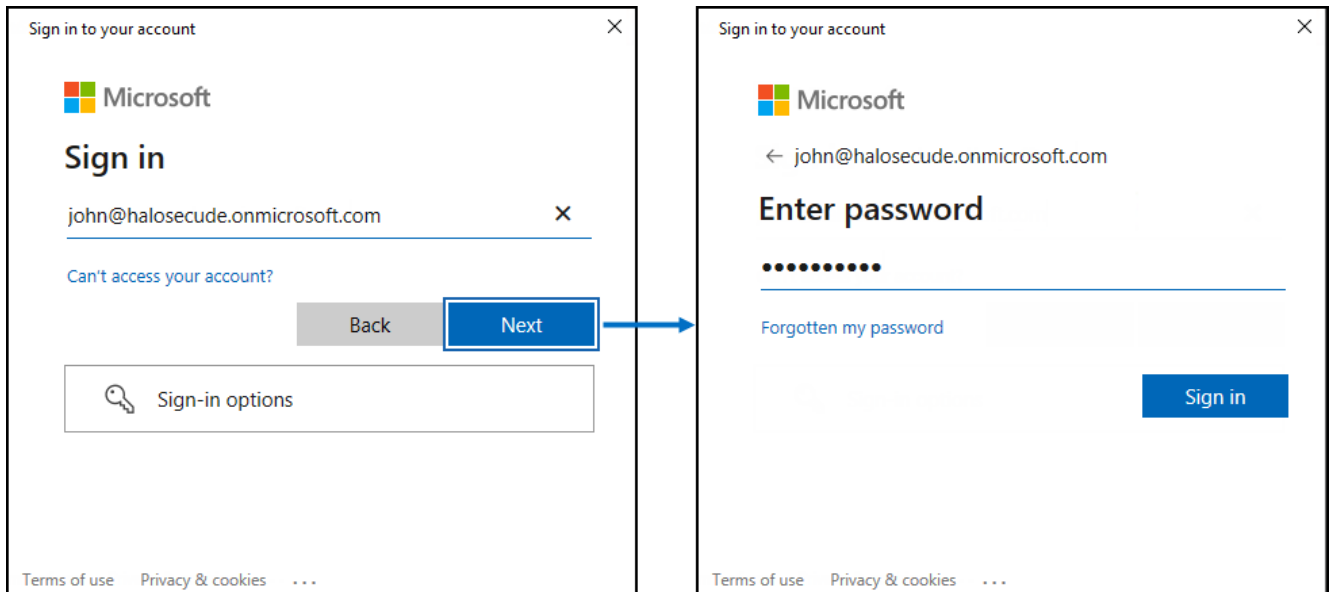 Sign in to your account
Microsoft
Sign in
john@halosecude.onmicrosoft.com
Can't access your account?
Back Next
Sign-in options
Terms of use Privacy & cookies ...
Sign in to your account
Microsoft
john@halosecude.onmicrosoft.com
Enter password
••••••••••
Forgotten my password
Sign in
Terms of use Privacy & cookies ...